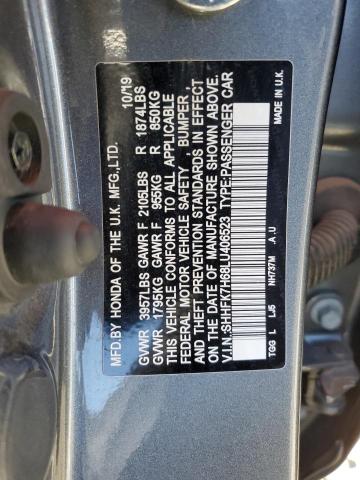 MFD.BY HONDA OF THE U.K. MFG.,LTD. 10/19
GVWR 3957LBS GAWR F 2105LBS R 1874LBS
GVWR 1795KG GAWR F 955KG R 850KG
THIS VEHICLE CONFORMS TO ALL APPLICABLE
FEDERAL MOTOR VEHICLE SAFETY , BUMPER ,
AND THEFT PREVENTION STANDARDS IN EFFECT
ON THE DATE OF MANUFACTURE SHOWN ABOVE.
V.I.N.:SHHFK7H68LU406523 TYPE:PASSENGER CAR
TGG L LJ5 NH737M A U MADE IN U.K.